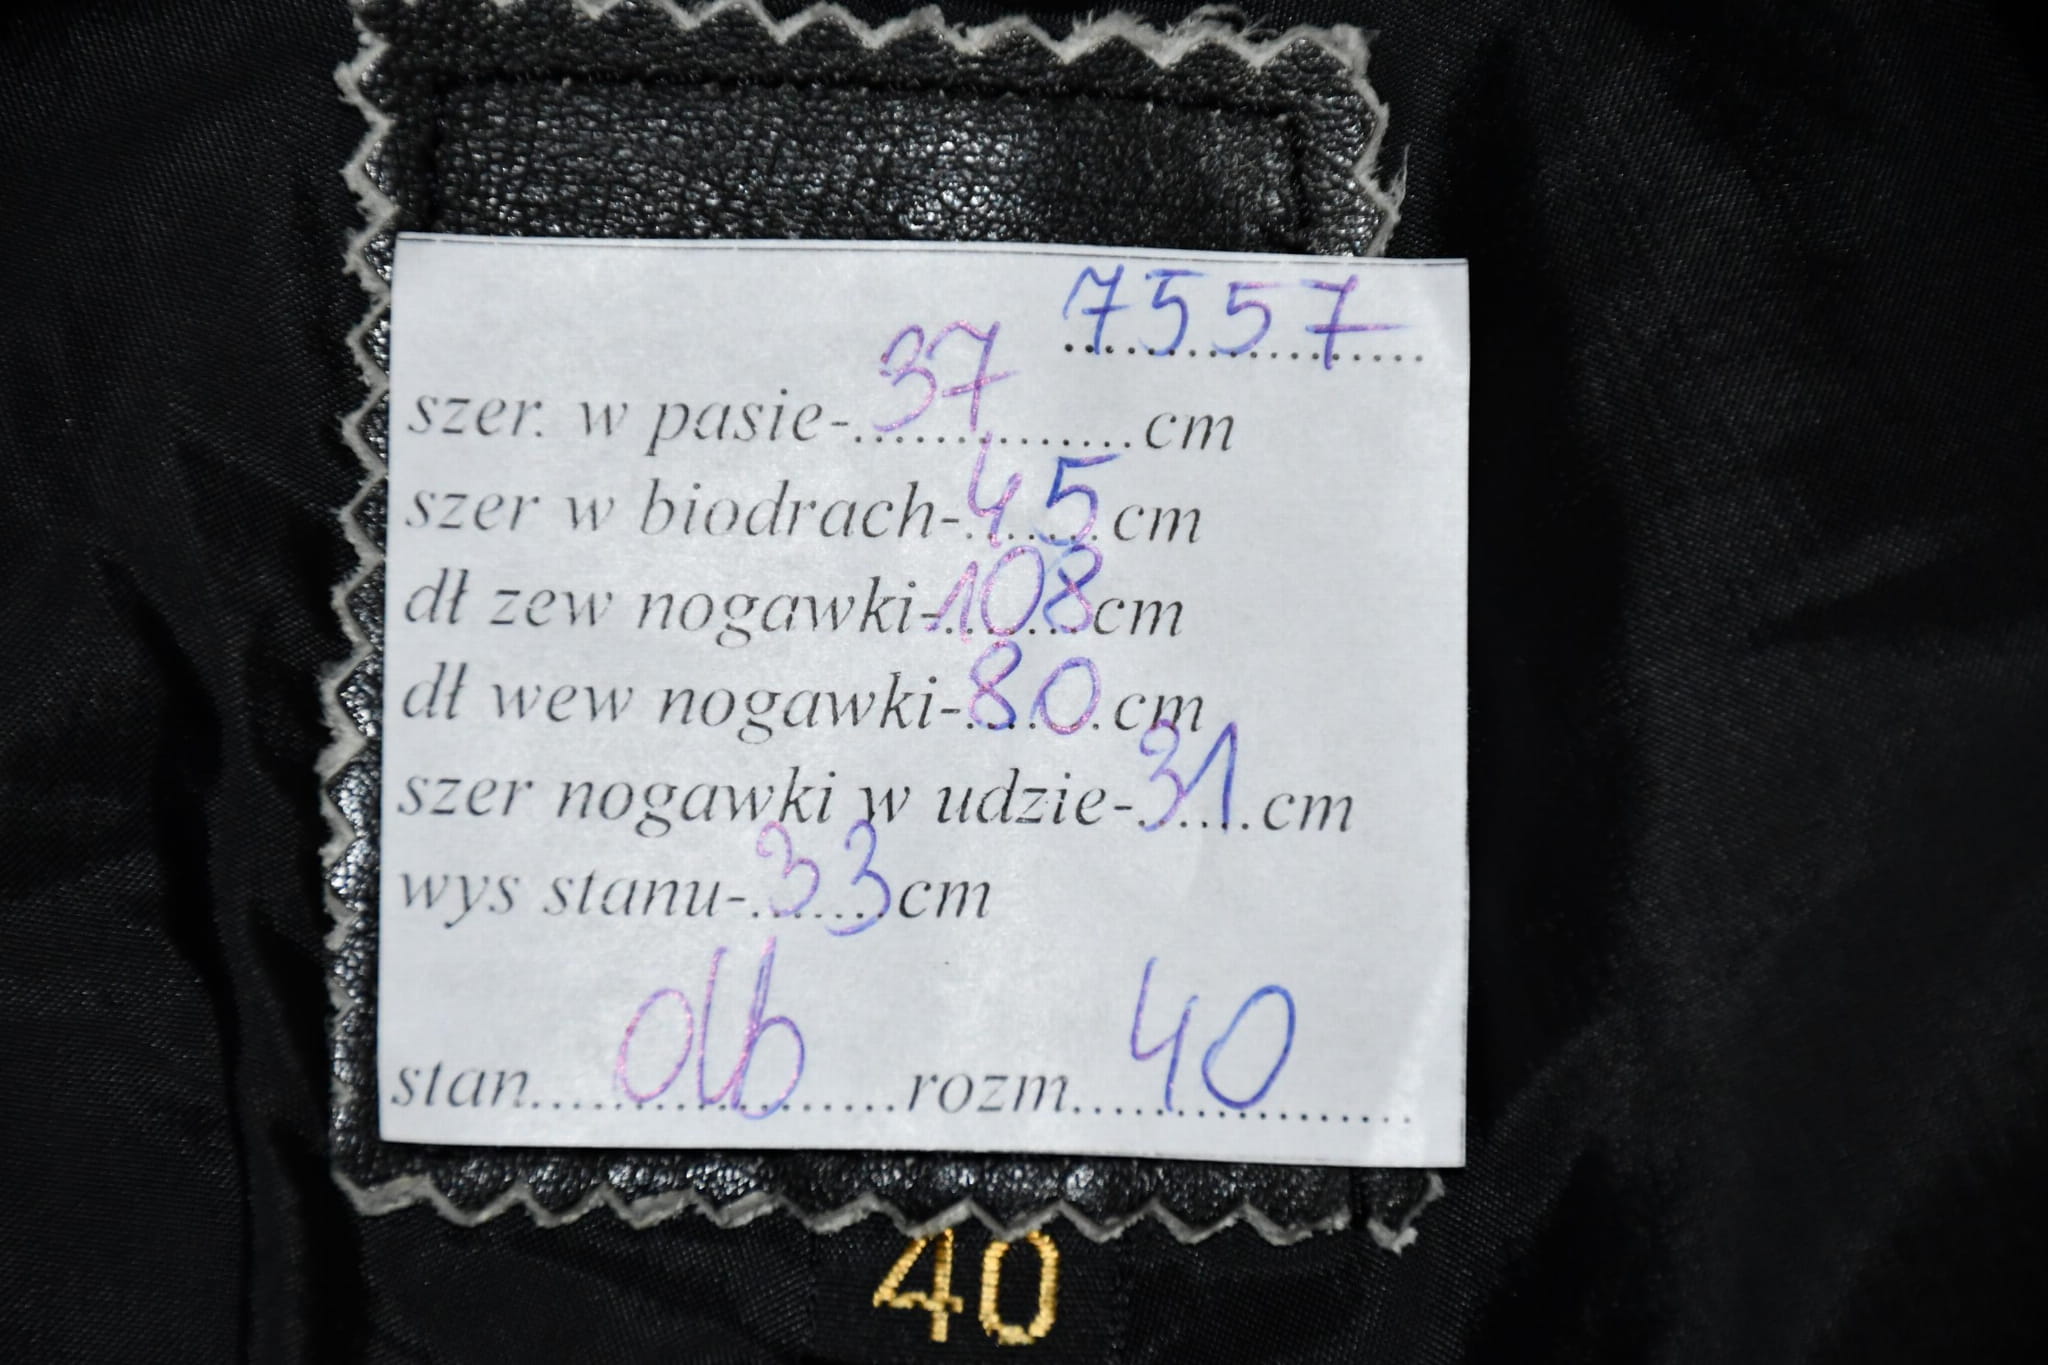 7557
szer. w pasie-37cm
szer w biodrach-45cm
dł zew nogawki-108cm
dł wew nogawki-80cm
szer nogawki w udzie-31cm
wys stanu-33cm
stan db rozm 40
40